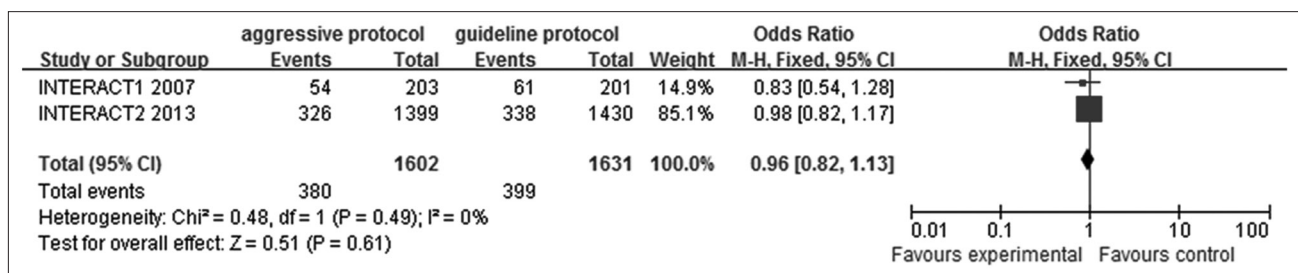 aggressive protocol guideline protocol Odds Ratio Odds Ratio
Study or Subgroup Events Total Events Total Weight M-H, Fixed, 95% CI M-H, Fixed, 95% CI
INTERACT1 2007 54 203 61 201 14.9% 0.83 [0.54, 1.28]
INTERACT2 2013 326 1399 338 1430 85.1% 0.98 [0.82, 1.17]
Total (95% CI) 1602 1631 100.0% 0.96 [0.82, 1.13]
Total events 380 399
Heterogeneity: Chi² = 0.48, df = 1 (P = 0.49); I² = 0%
Test for overall effect: Z = 0.51 (P = 0.61)
0.01 0.1 1 10 100
Favours experimental Favours control